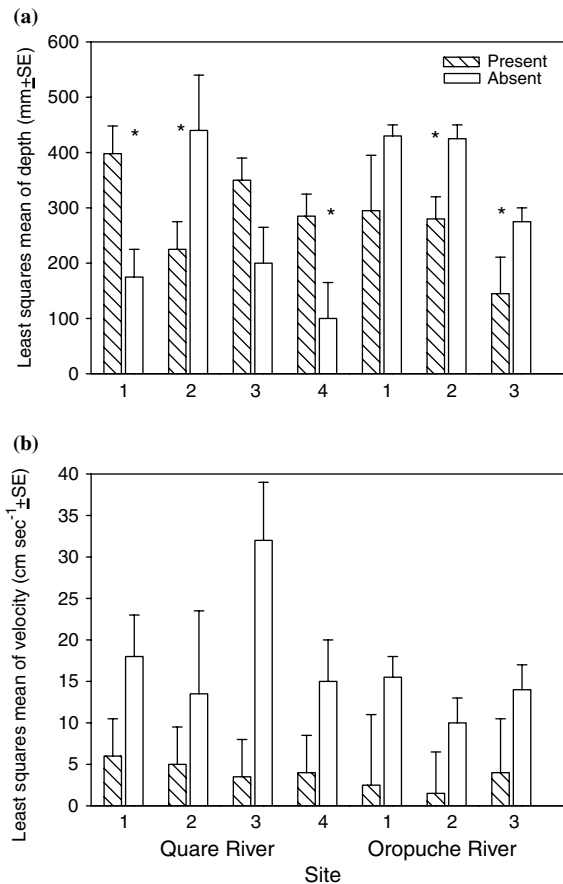 (a)
Least squares mean of depth (mm±SE)
600
500
400
300
200
100
0
Present
Absent
*
*
*
*
*
1 2 3 4 1 2 3
(b)
Least squares mean of velocity (cm sec⁻¹±SE)
40
35
30
25
20
15
10
5
0
1 2 3 4 1 2 3
Quare River Oropuche River
Site